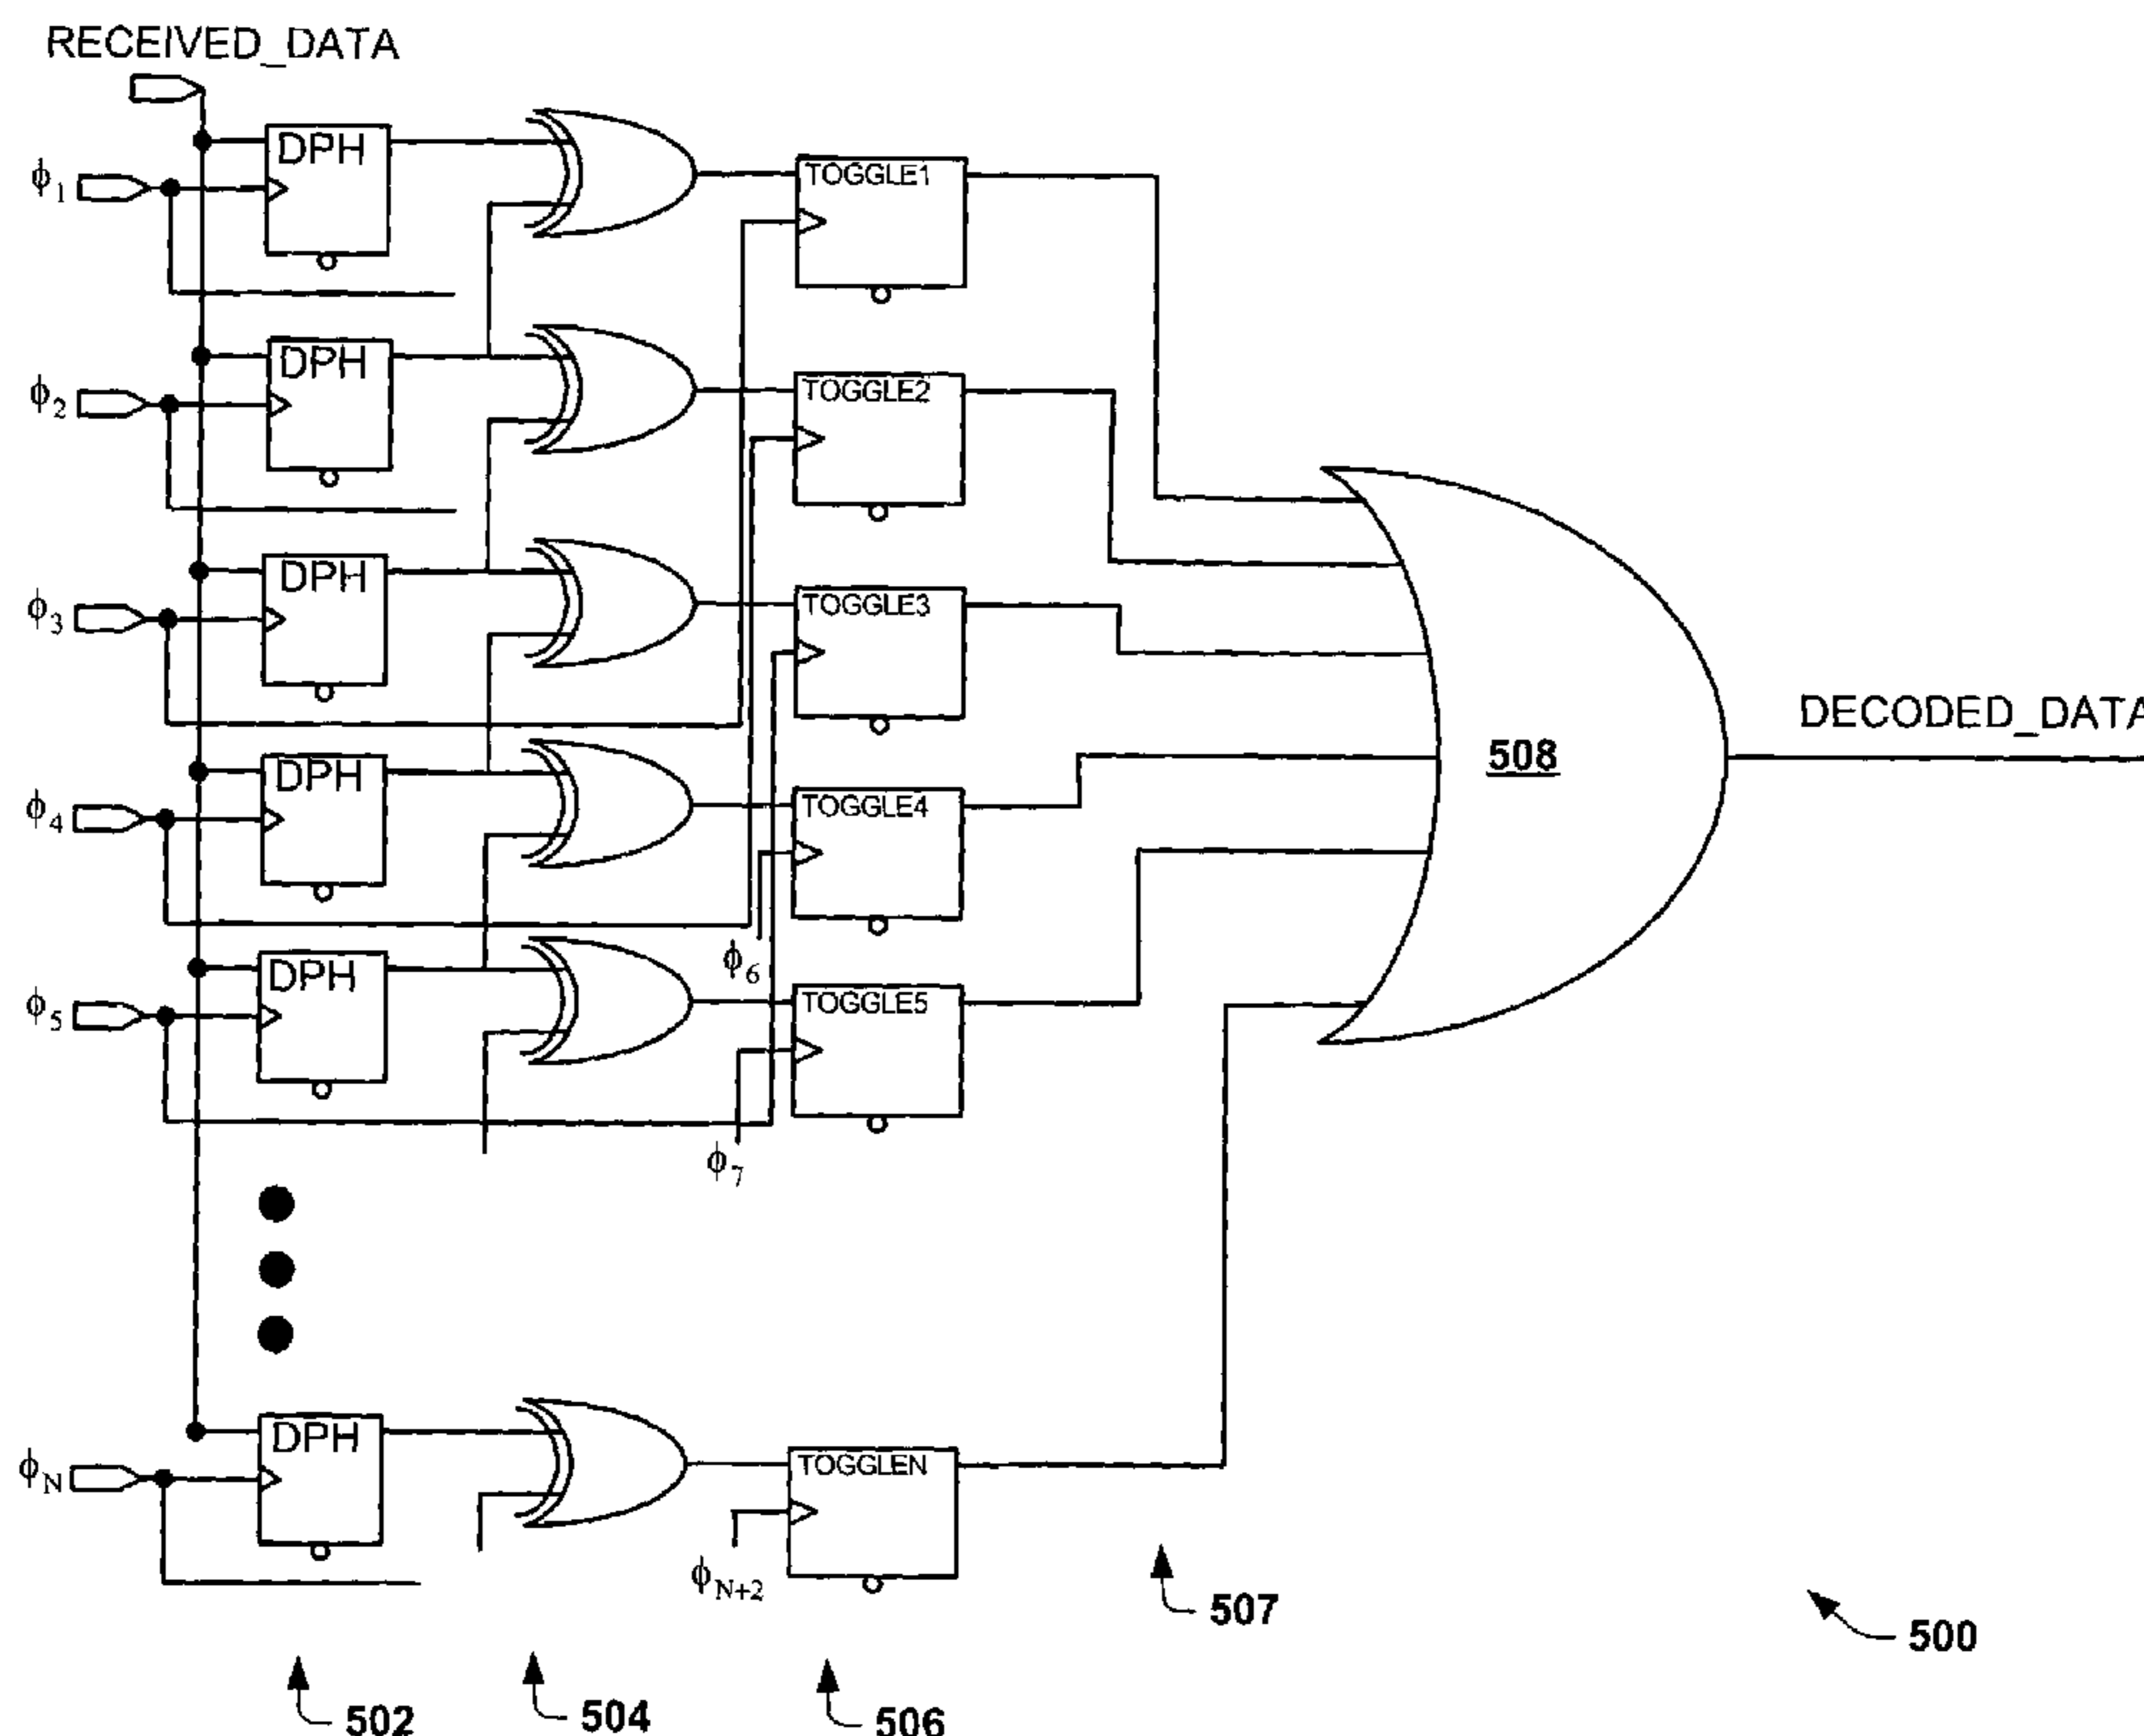 RECEIVED_DATA
DPH
ϕ1
TOGGLE1
DPH
ϕ2
TOGGLE2
DPH
ϕ3
TOGGLE3
DECODED_DATA
508
DPH
ϕ4
TOGGLE4
ϕ6
DPH
ϕ5
TOGGLE5
ϕ7
DPH
ϕN
TOGGLEN
ϕN+2
507
500
502
504
506